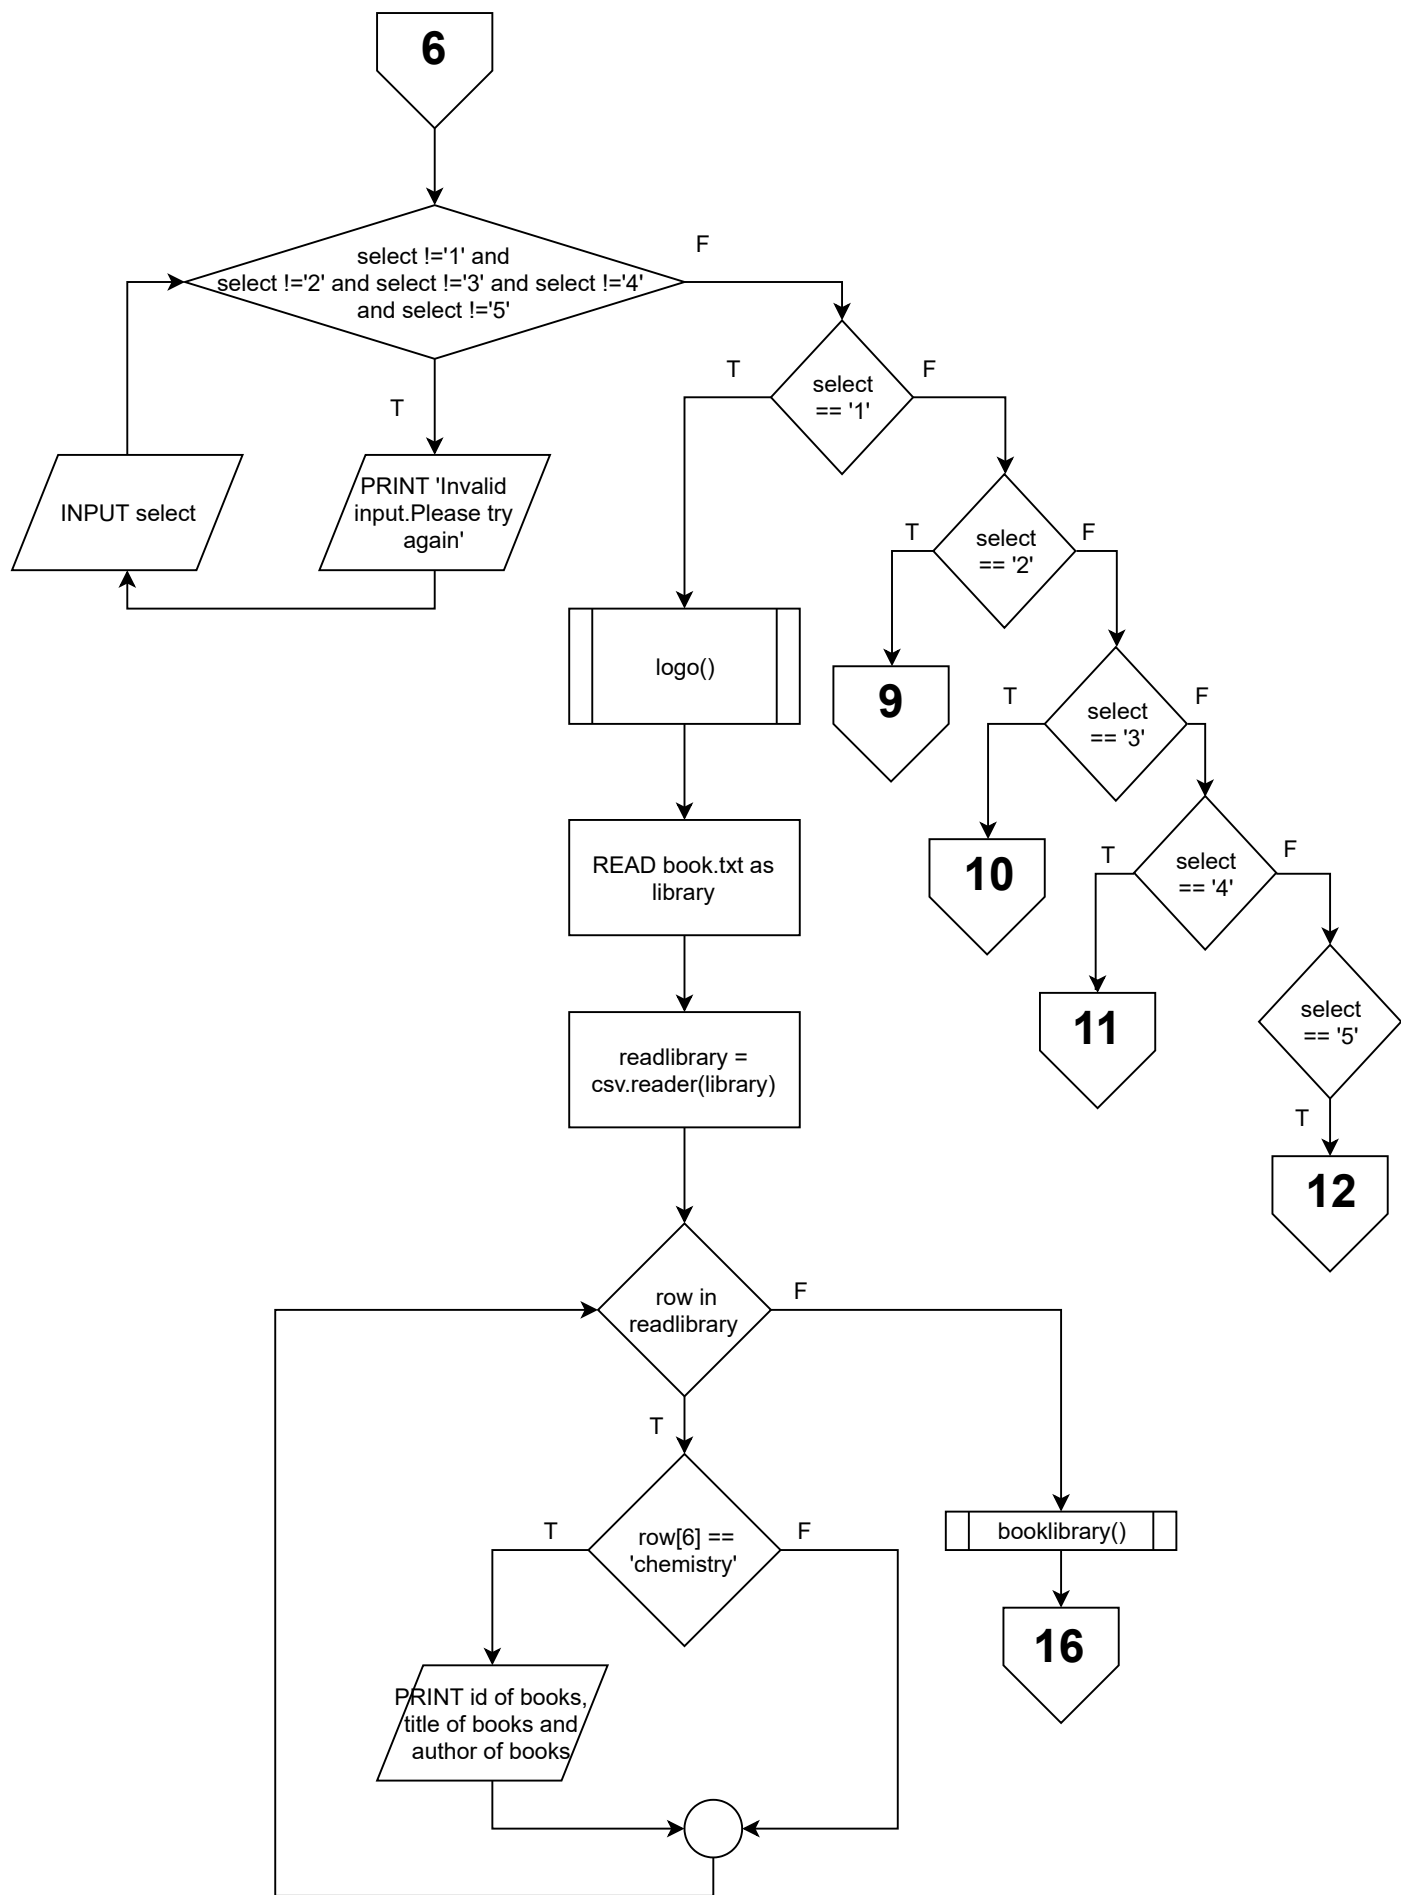 6
select !='1' and
select !='2' and select !='3' and select !='4'
and select !='5'
F
T
INPUT select
PRINT 'Invalid
input.Please try
again'
T
select
== '1'
F
logo()
T
select
== '2'
F
9
T
select
== '3'
F
10
T
select
== '4'
F
11
select
== '5'
T
12
READ book.txt as
library
readlibrary =
csv.reader(library)
row in
readlibrary
F
T
T
row[6] ==
'chemistry'
F
booklibrary()
16
PRINT id of books,
title of books and
author of books